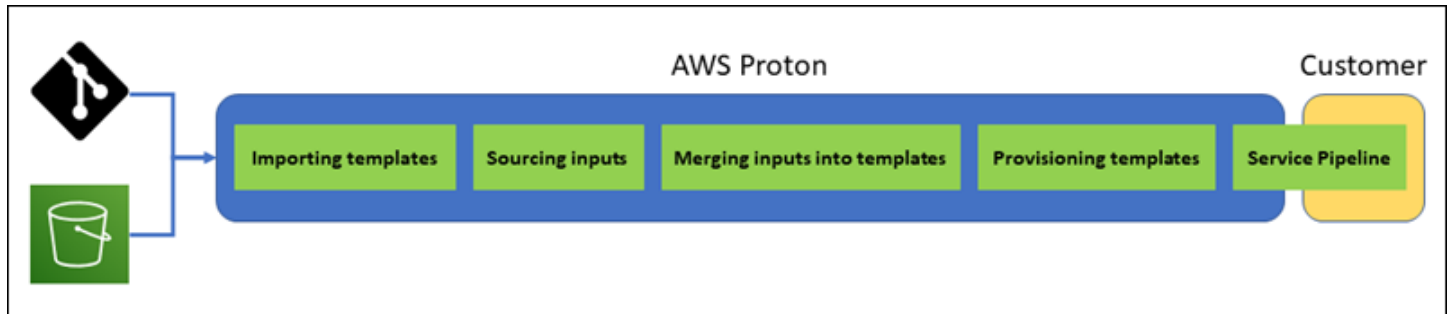 AWS Proton
Customer
Importing templates
Sourcing inputs
Merging inputs into templates
Provisioning templates
Service Pipeline